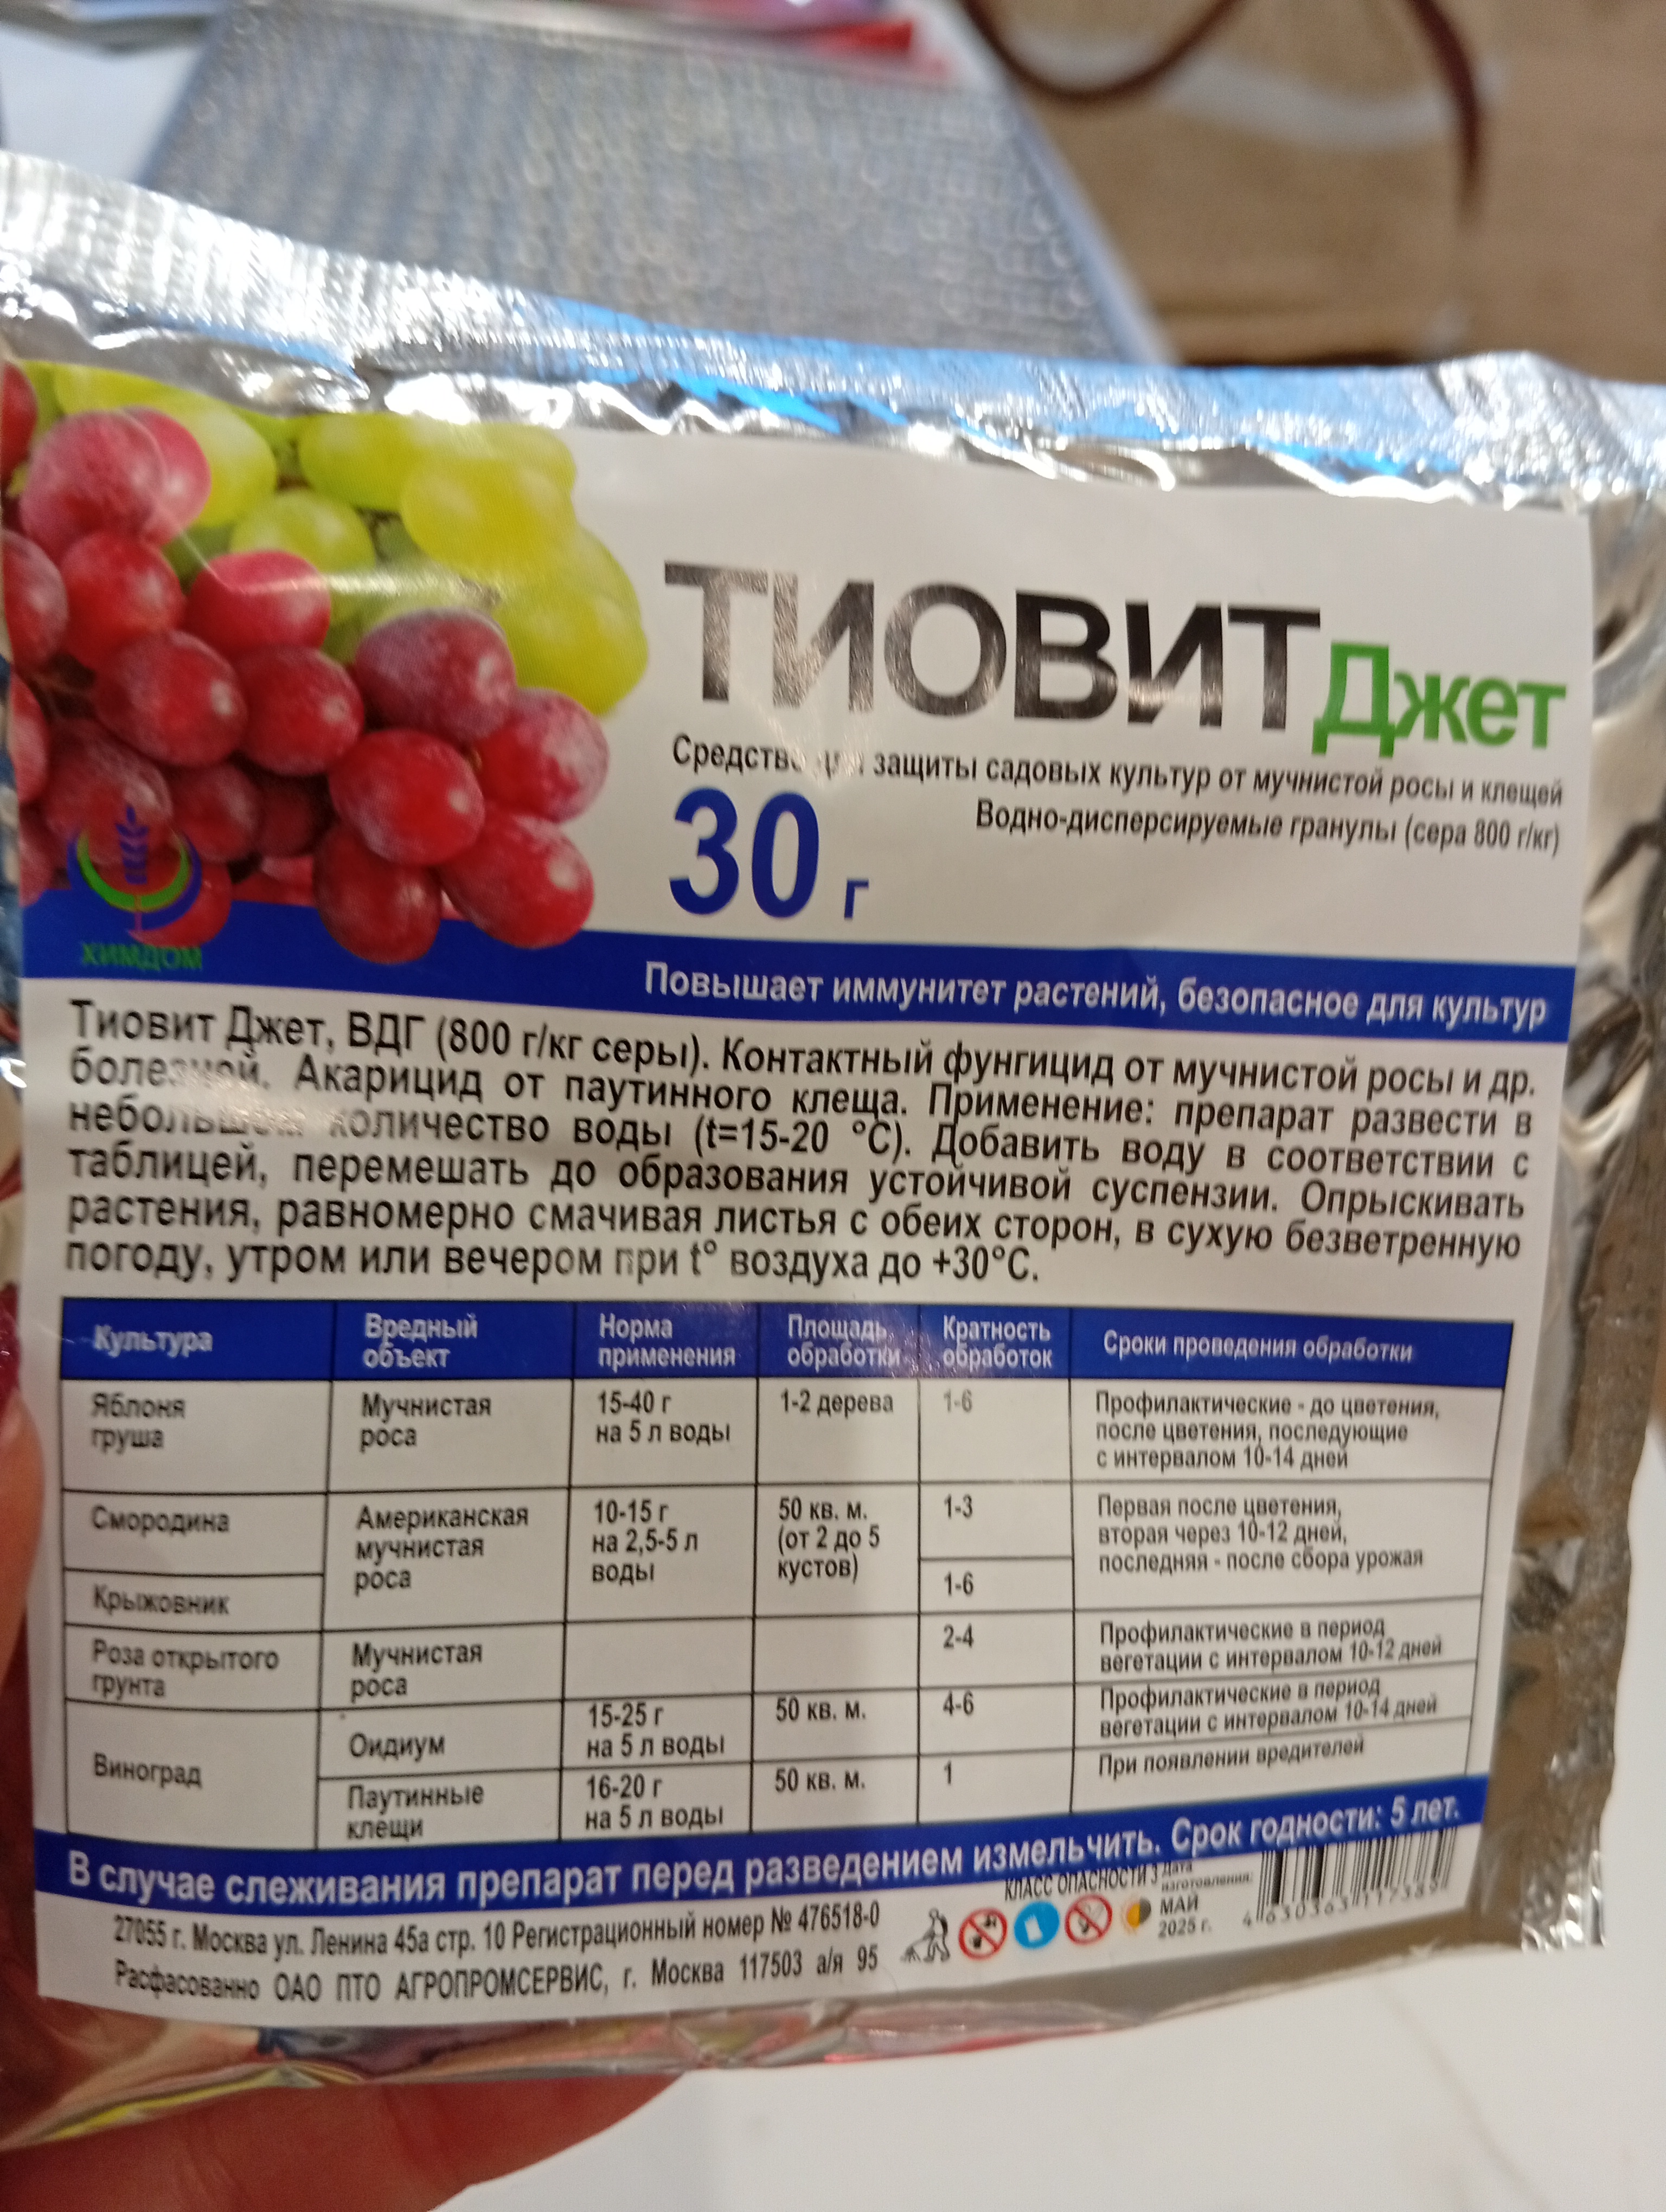 ТИОВИТ Джет
Средство для защиты садовых культур от мучнистой росы и клещей
Водно-диспeрсируемые гранулы (сера 800 г/кг)
30 г
ХИМДОМ
Повышает иммунитет растений, безопасное для культур
Тиовит Джет, ВДГ (800 г/кг серы). Контактный фунгицид от мучнистой росы и др.
болезней. Акарицид от паутинного клеща. Применение: препарат развести в
небольшом количество воды (t=15-20 °C). Добавить воду в соответствии с
таблицей, перемешать до образования устойчивой суспензии. Опрыскивать
растения, равномерно смачивая листья с обеих сторон, в сухую безветренную
погоду, утром или вечером при t° воздуха до +30°C.
Культура
Вредный
объект
Норма
применения
Площадь
обработки
Кратность
обработок
Сроки проведения обработки
Яблоня
груша
Мучнистая
роса
15-40 г
на 5 л воды
1-2 дерева
1-6
Профилактические - до цветения,
после цветения, последующие
с интервалом 10-14 дней
Смородина
Крыжовник
Американская
мучнистая
роса
10-15 г
на 2,5-5 л
воды
50 кв. м.
(от 2 до 5
кустов)
1-3
1-6
Первая после цветения,
вторая через 10-12 дней,
последняя - после сбора урожая
Роза открытого
грунта
Мучнистая
роса
2-4
Профилактические в период
вегетации с интервалом 10-12 дней
Виноград
Оидиум
15-25 г
на 5 л воды
50 кв. м.
4-6
Профилактические в период
вегетации с интервалом 10-14 дней
Паутинные
клещи
16-20 г
на 5 л воды
50 кв. м.
1
При появлении вредителей
В случае слеживания препарат перед разведением измельчить. Срок годности: 5 лет.
27055 г. Москва ул. Ленина 45а стр. 10 Регистрационный номер № 476518-0
Расфасованно ОАО ПТО АГРОПРОМСЕРВИС, г. Москва 117503 а/я 95
КЛАСС ОПАСНОСТИ 3
Дата
изготовления:
МАЙ
2025 г.